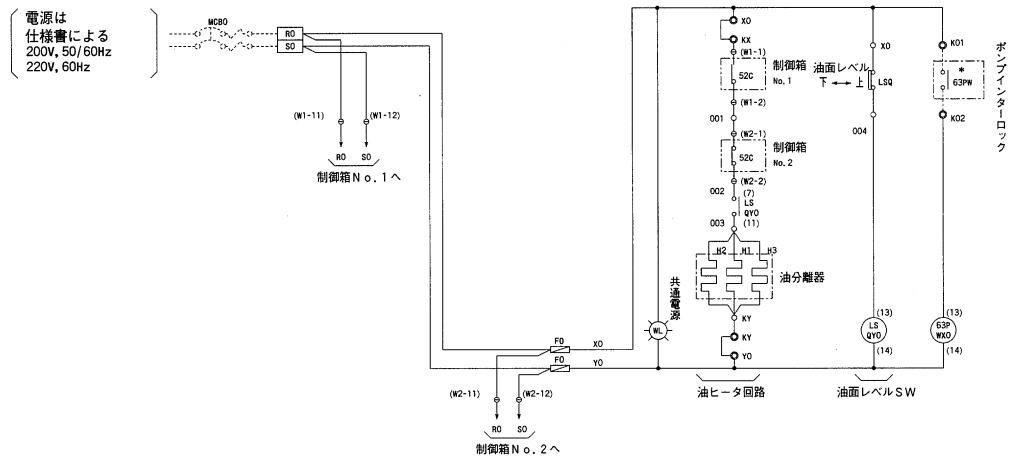 電源は
仕様書による
200V, 50/60Hz
220V, 60Hz
MCBO
RO
SO
(W1-11)
(W1-12)
RO
SO
制御箱No.1へ
FO
XO
FO
YO
(W2-11)
(W2-12)
RO
SO
制御箱No.2へ
共通電源
WL
XO
KX
(W1-1)
制御箱
No.1
52C
(W1-2)
001
(W2-1)
制御箱
No.2
52C
(W2-2)
002
(7)
LS
QYO
003
(11)
H2
H1
H3
油分離器
KY
KY
YO
油ヒータ回路
XO
油面レベル
下
上
LSQ
004
LS
QYO
(13)
(14)
油面レベルSW
KO1
*
63PW
KO2
ポンプインターロック
63P
WXO
(13)
(14)